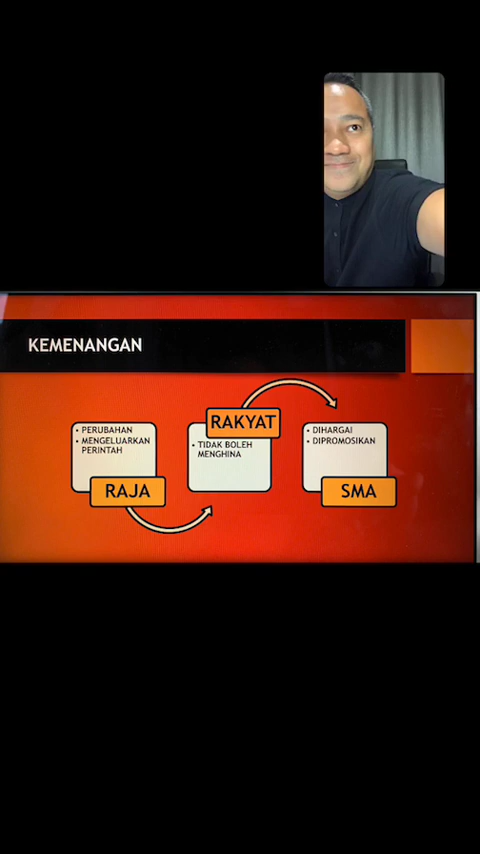 KEMENANGAN
• PERUBAHAN
• MENGELUARKAN
PERINTAH
RAJA
RAKYAT
• TIDAK BOLEH
MENGHINA
• DIHARGAI
• DIPROMOSIKAN
SMA